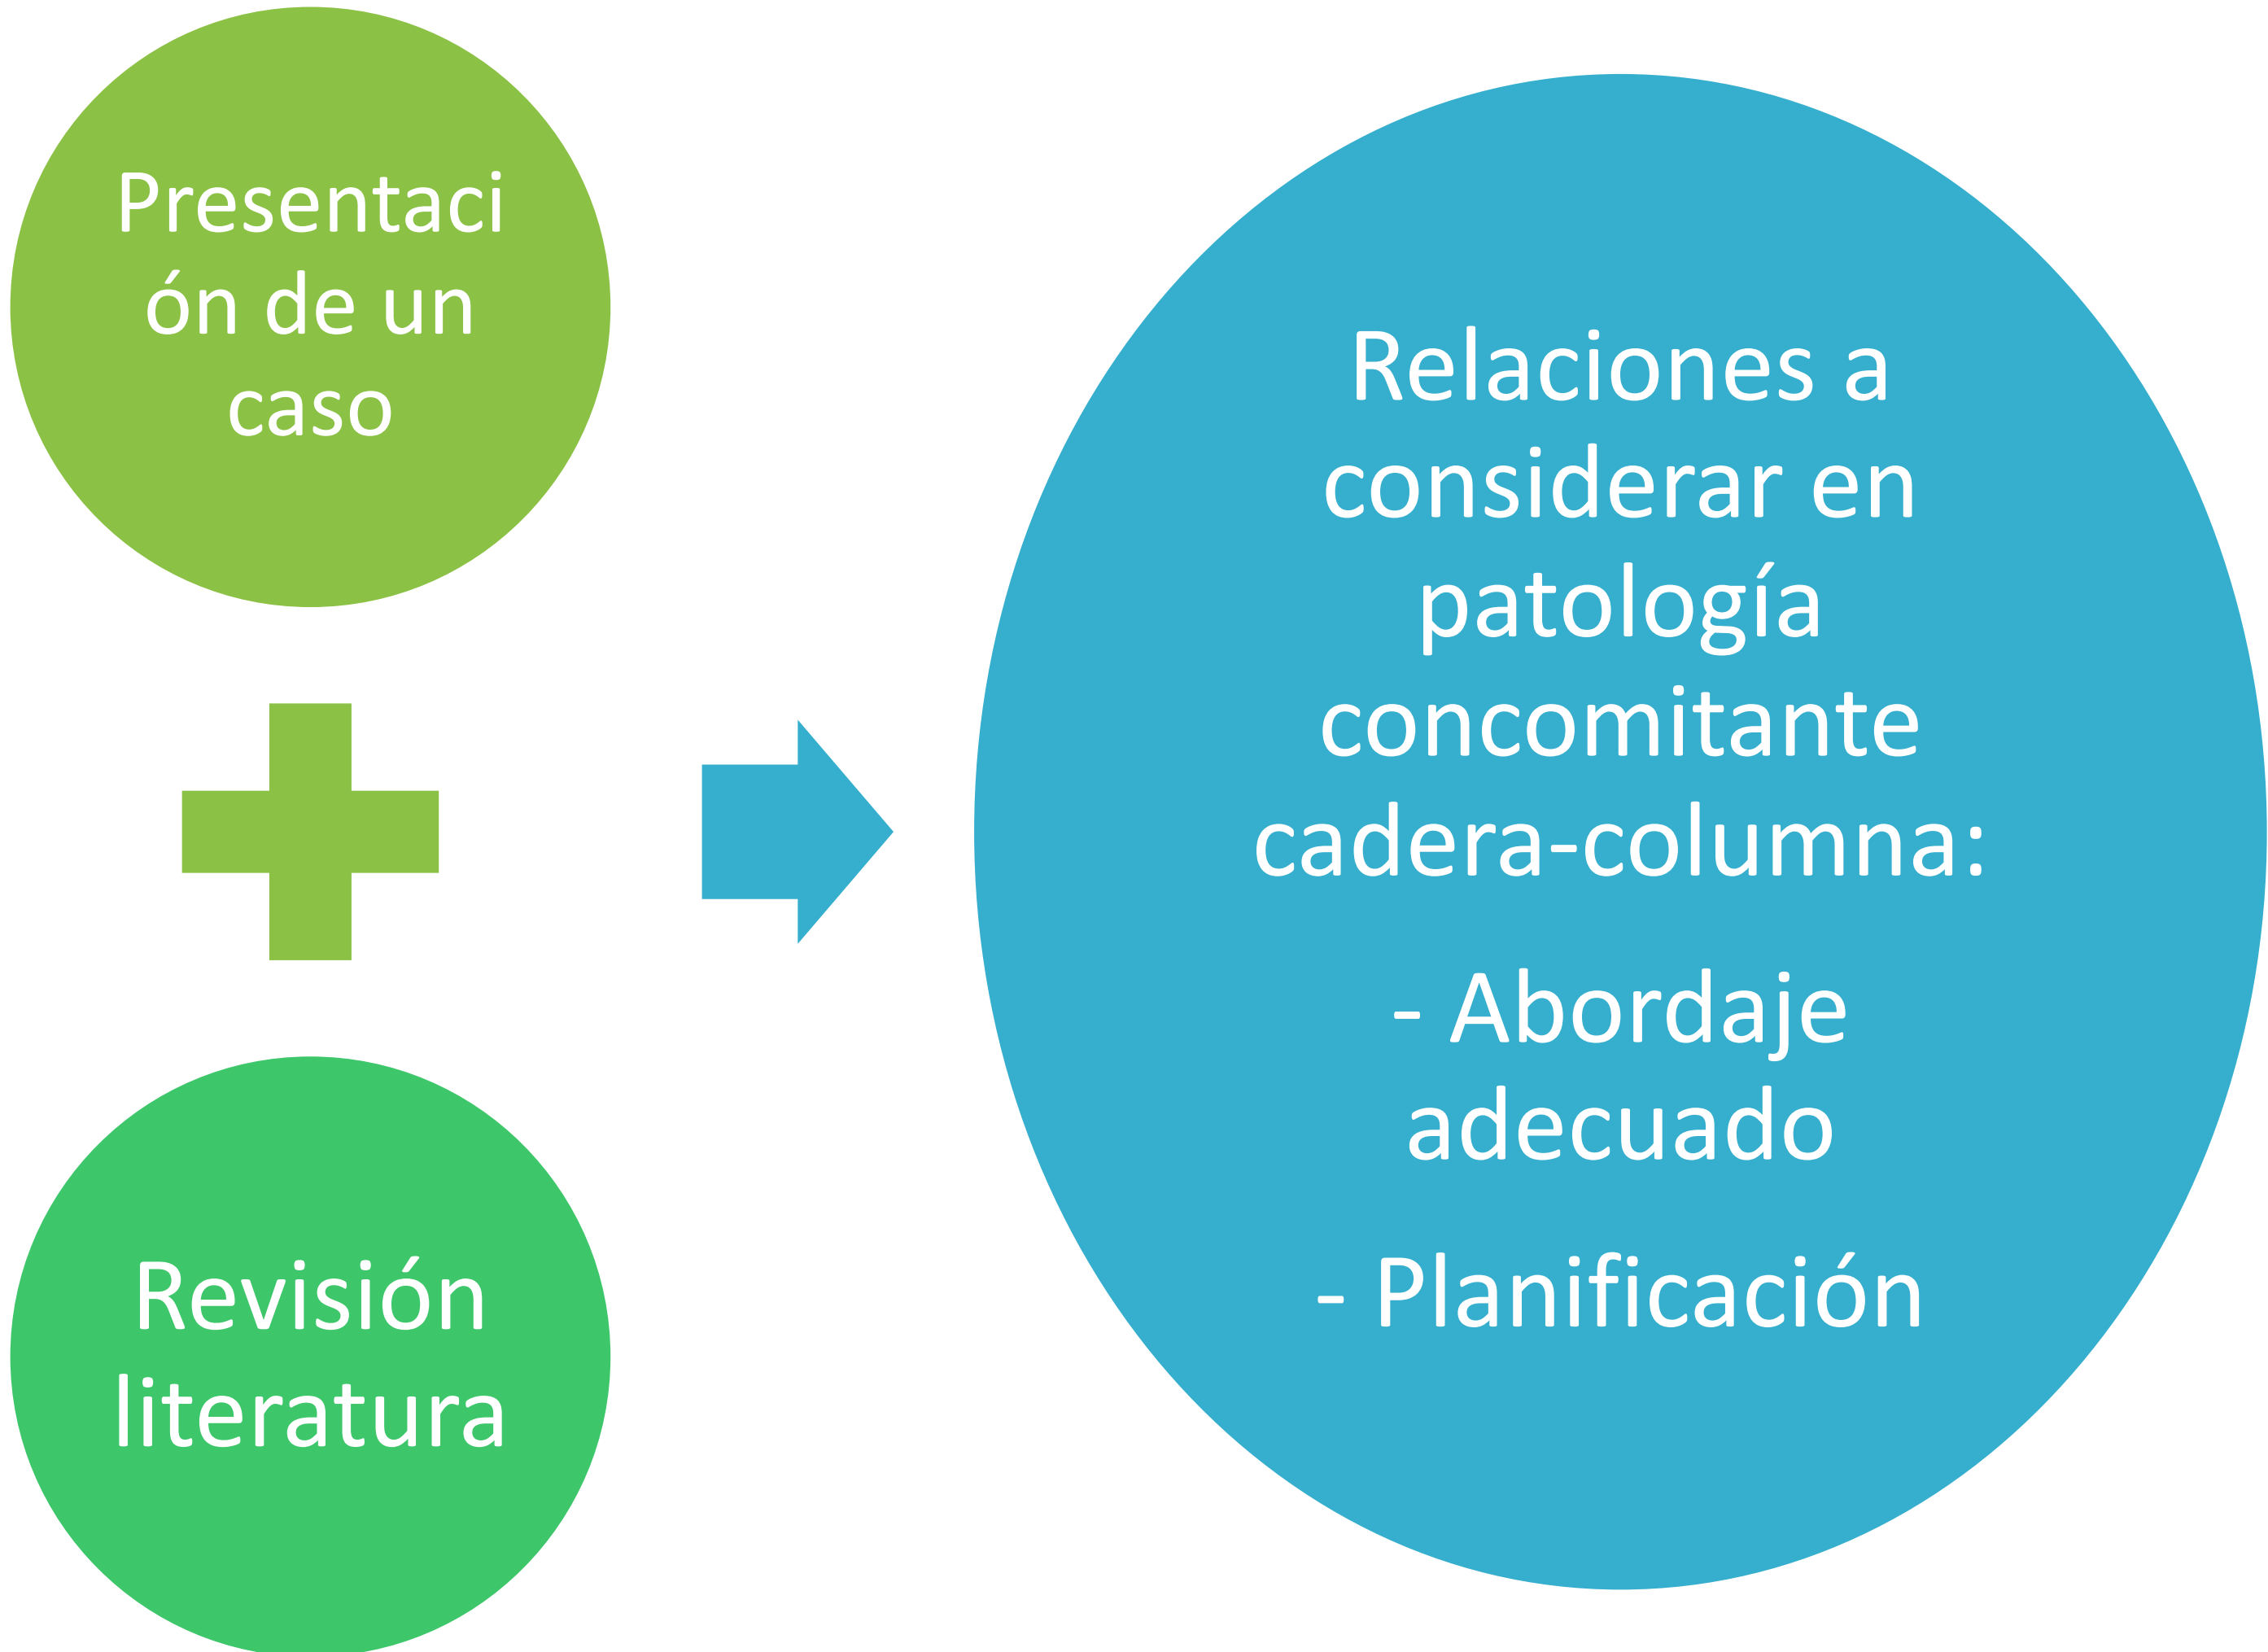 Presentaci
ón de un
caso
Revisión
literatura
Relaciones a
considerar en
patología
concomitante
cadera-columna:
- Abordaje
adecuado
- Planificación